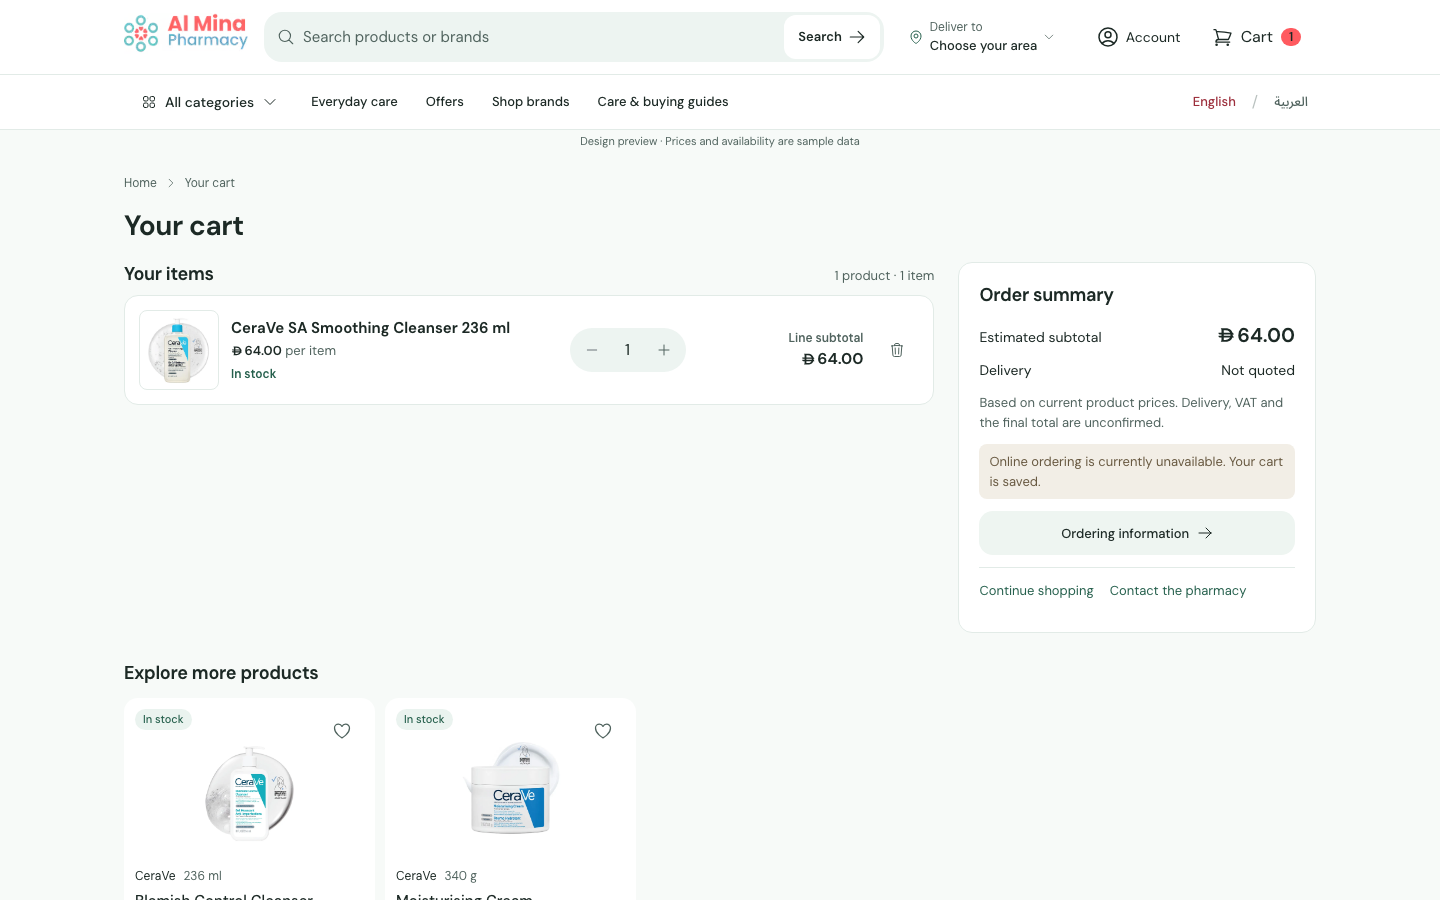 Al Mina
Pharmacy
Search products or brands
Search
Deliver to
Choose your area
Account
Cart 1
All categories
Everyday care
Offers
Shop brands
Care & buying guides
English / العربية
Design preview · Prices and availability are sample data
Home
Your cart
Your cart
Your items
1 product · 1 item
CeraVe SA Smoothing Cleanser 236 ml
64.00 per item
In stock
1
Line subtotal
64.00
Order summary
Estimated subtotal
64.00
Delivery
Not quoted
Based on current product prices. Delivery, VAT and
the final total are unconfirmed.
Online ordering is currently unavailable. Your cart
is saved.
Ordering information
Continue shopping
Contact the pharmacy
Explore more products
In stock
CeraVe
CeraVe 236 ml
Blemish Control Cleanser
In stock
CeraVe
CeraVe 340 g
Moisturising Cream